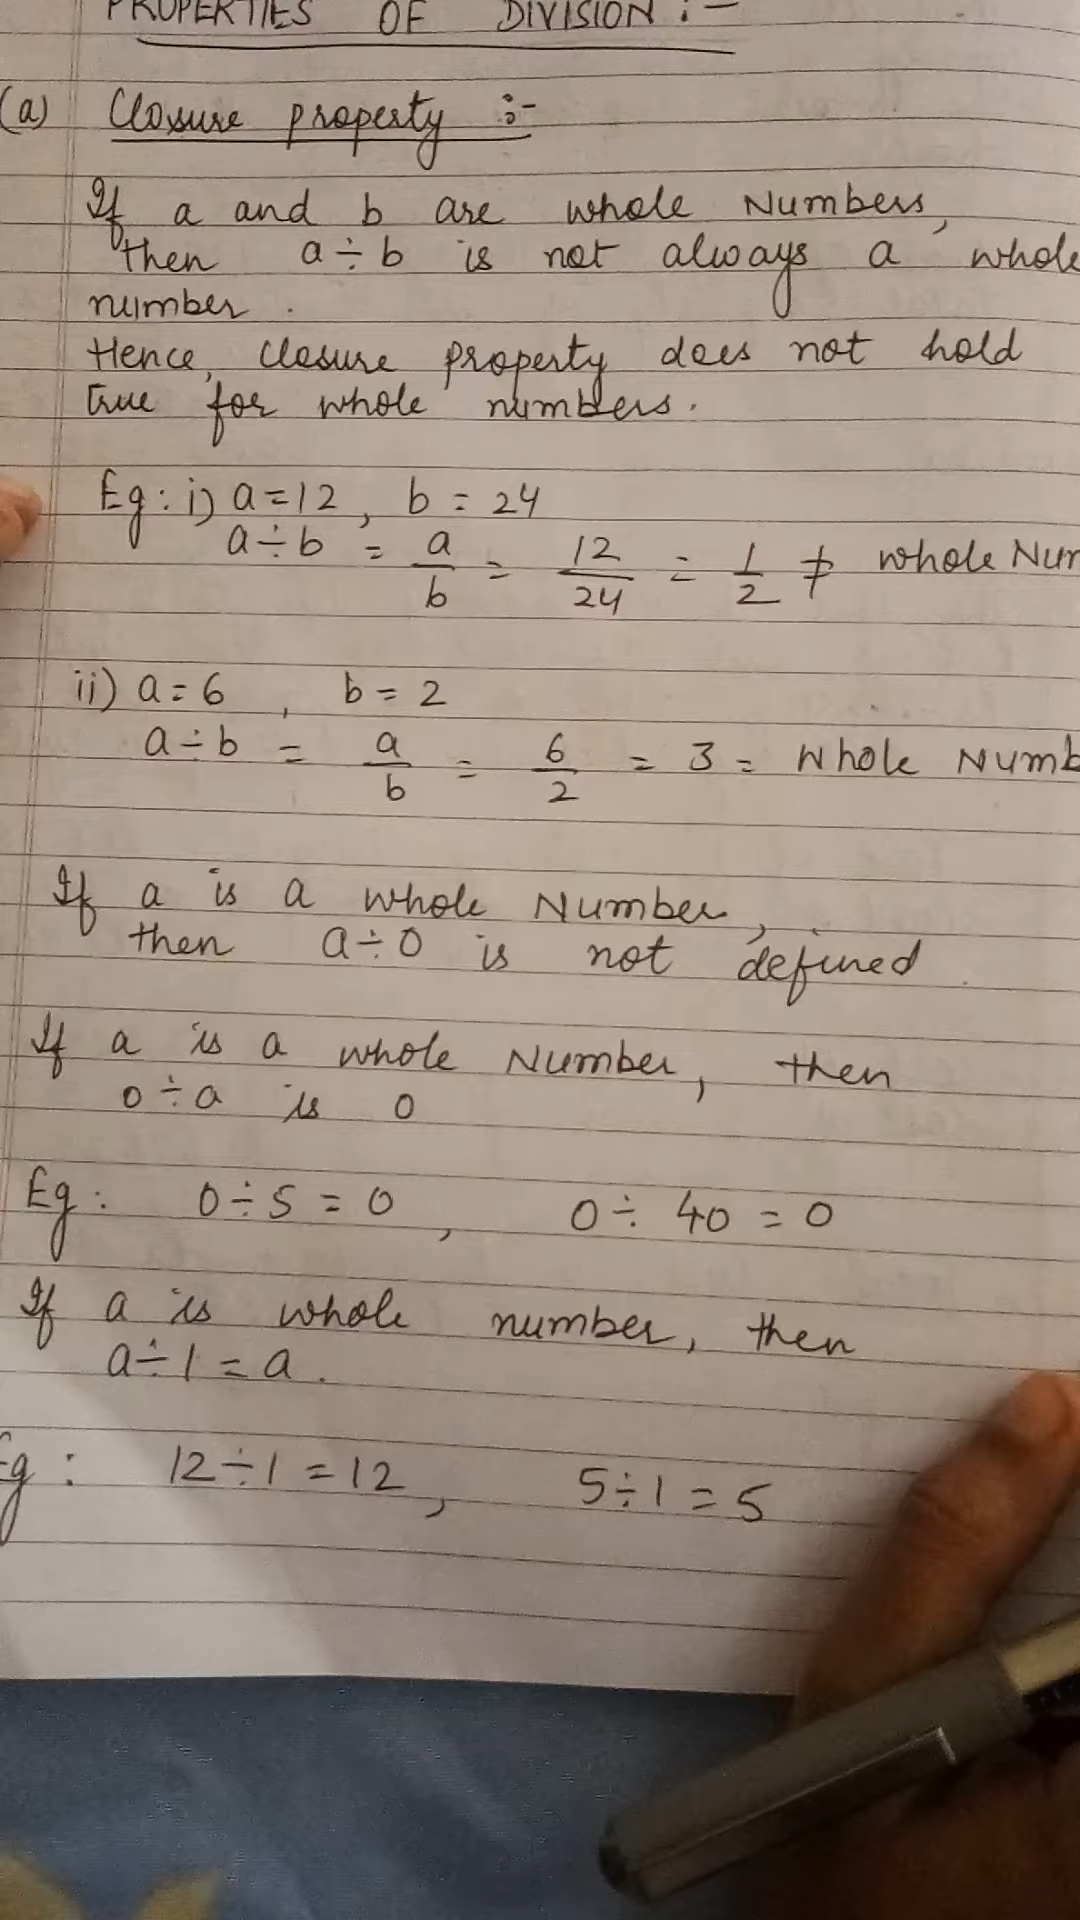 PROPERTIES OF DIVISION :-
(a) Closure property :-
If a and b are whole Numbers,
then a ÷ b is not always a whole
number.
Hence, closure property does not hold
true for whole numbers.
Eg: i) a = 12, b = 24
a ÷ b = a/b = 12/24 = 1/2 ≠ whole Num
ii) a = 6, b = 2
a ÷ b = a/b = 6/2 = 3 = Whole Numb
If a is a whole Number,
then a ÷ 0 is not defined.
If a is a whole Number, then
0 ÷ a is 0
Eg: 0 ÷ 5 = 0, 0 ÷ 40 = 0
If a is whole number, then
a ÷ 1 = a.
Eg: 12 ÷ 1 = 12, 5 ÷ 1 = 5